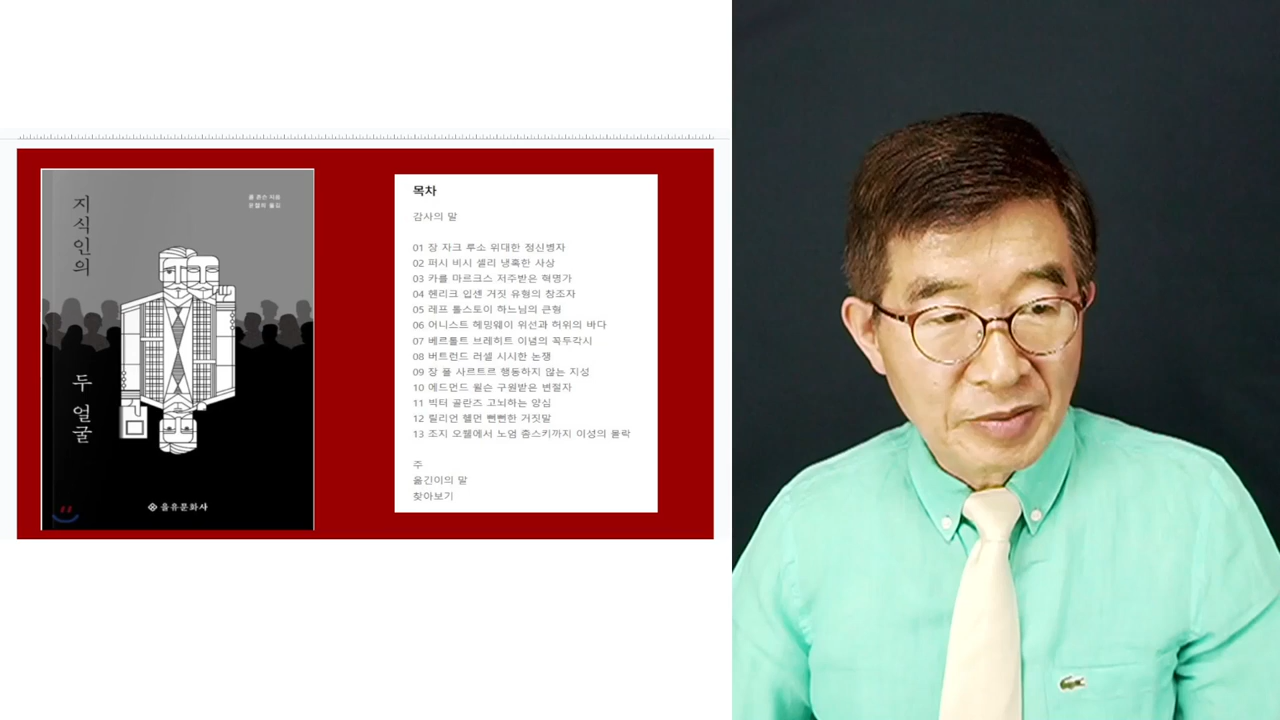 지식인의
두 얼굴
폴 존슨 지음
윤철희 옮김
을유문화사
목차
감사의 말
01 장 자크 루소 위대한 정신병자
02 퍼시 비시 셸리 냉혹한 사상
03 카를 마르크스 저주받은 혁명가
04 헨리크 입센 거짓 유형의 창조자
05 레프 톨스토이 하느님의 큰형
06 어니스트 헤밍웨이 위선과 허위의 바다
07 베르톨트 브레히트 이념의 꼭두각시
08 버트런드 러셀 시시한 논쟁
09 장 폴 사르트르 행동하지 않는 지성
10 에드먼드 윌슨 구원받은 변절자
11 빅터 골란즈 고뇌하는 양심
12 릴리언 헬먼 뻔뻔한 거짓말
13 조지 오웰에서 노엄 촘스키까지 이성의 몰락
주
옮긴이의 말
찾아보기